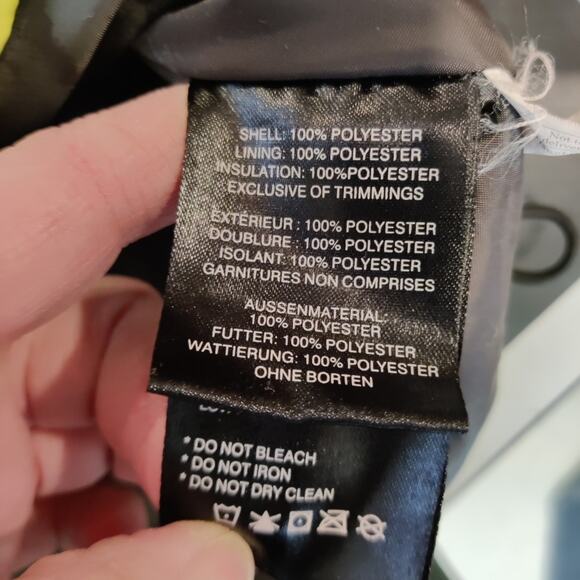 SHELL: 100% POLYESTER
LINING: 100% POLYESTER
INSULATION: 100%POLYESTER
EXCLUSIVE OF TRIMMINGS
EXTÉRIEUR : 100% POLYESTER
DOUBLURE : 100% POLYESTER
ISOLANT: 100% POLYESTER
GARNITURES NON COMPRISES
AUSSENMATERIAL:
100% POLYESTER
FUTTER: 100% POLYESTER
WATTIERUNG: 100% POLYESTER
OHNE BORTEN
* DO NOT BLEACH
* DO NOT IRON
* DO NOT DRY CLEAN
Not